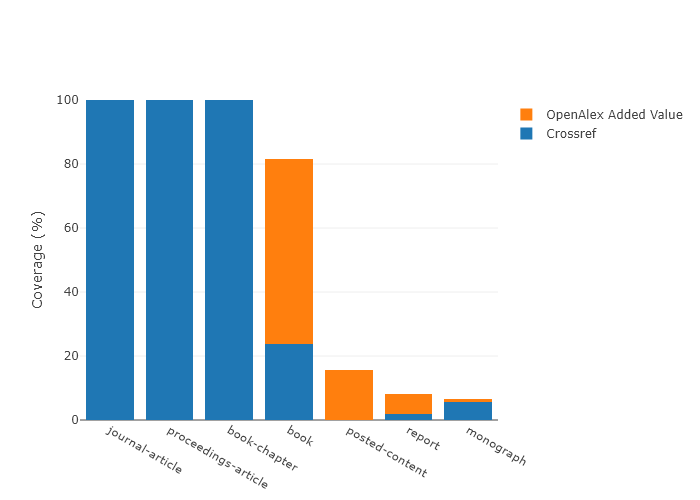 OpenAlex Added Value
Crossref
Coverage (%)
100
80
60
40
20
0
journal-article
proceedings-article
book-chapter
book
posted-content
report
monograph